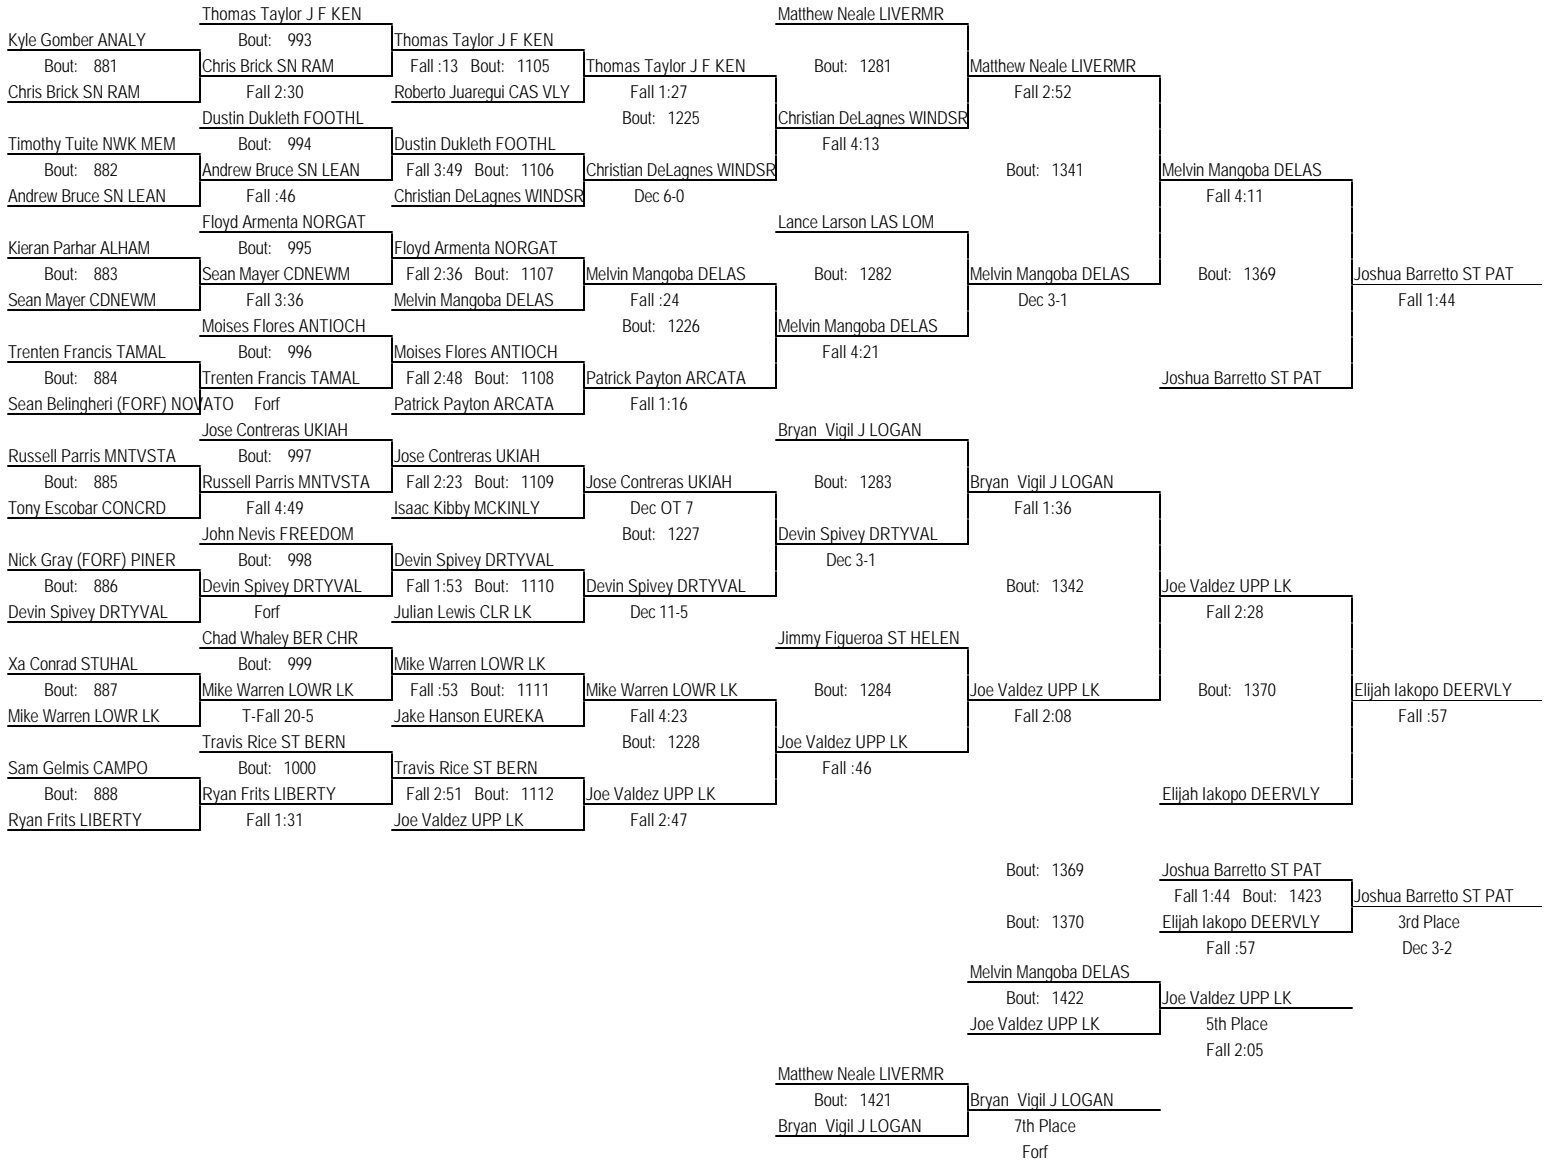 Thomas Taylor J F KEN Matthew Neale LIVERMR
Kyle Gomber ANALY Bout: 993 Thomas Taylor J F KEN
Bout: 881 Chris Brick SN RAM Fall :13 Bout: 1105 Thomas Taylor J F KEN Bout: 1281 Matthew Neale LIVERMR
Chris Brick SN RAM Fall 2:30 Roberto Juaregui CAS VLY Fall 1:27 Fall 2:52
Dustin Dukleth FOOTHL Bout: 1225 Christian DeLagnes WINDSR
Timothy Tuite NWK MEM Bout: 994 Dustin Dukleth FOOTHL Fall 4:13
Bout: 882 Andrew Bruce SN LEAN Fall 3:49 Bout: 1106 Christian DeLagnes WINDSR Bout: 1341 Melvin Mangoba DELAS
Andrew Bruce SN LEAN Fall :46 Christian DeLagnes WINDSR Dec 6-0 Fall 4:11
Floyd Armenta NORGAT Lance Larson LAS LOM
Kieran Parhar ALHAM Bout: 995 Floyd Armenta NORGAT
Bout: 883 Sean Mayer CDNEWM Fall 2:36 Bout: 1107 Melvin Mangoba DELAS Bout: 1282 Melvin Mangoba DELAS Bout: 1369 Joshua Barretto ST PAT
Sean Mayer CDNEWM Fall 3:36 Melvin Mangoba DELAS Fall :24 Dec 3-1 Fall 1:44
Moises Flores ANTIOCH Bout: 1226 Melvin Mangoba DELAS
Trenten Francis TAMAL Bout: 996 Moises Flores ANTIOCH Fall 4:21
Bout: 884 Trenten Francis TAMAL Fall 2:48 Bout: 1108 Patrick Payton ARCATA Joshua Barretto ST PAT
Sean Belingheri (FORF) NOVATO Forf Patrick Payton ARCATA Fall 1:16
Jose Contreras UKIAH Bryan Vigil J LOGAN
Russell Parris MNTVSTA Bout: 997 Jose Contreras UKIAH
Bout: 885 Russell Parris MNTVSTA Fall 2:23 Bout: 1109 Jose Contreras UKIAH Bout: 1283 Bryan Vigil J LOGAN
Tony Escobar CONCRD Fall 4:49 Isaac Kibby MCKINLY Dec OT 7 Fall 1:36
John Nevis FREEDOM Bout: 1227 Devin Spivey DRTYVAL
Nick Gray (FORF) PINER Bout: 998 Devin Spivey DRTYVAL Dec 3-1
Bout: 886 Devin Spivey DRTYVAL Fall 1:53 Bout: 1110 Devin Spivey DRTYVAL Bout: 1342 Joe Valdez UPP LK
Devin Spivey DRTYVAL Forf Julian Lewis CLR LK Dec 11-5 Fall 2:28
Chad Whaley BER CHR Jimmy Figueroa ST HELEN
Xa Conrad STUHAL Bout: 999 Mike Warren LOWR LK
Bout: 887 Mike Warren LOWR LK Fall :53 Bout: 1111 Mike Warren LOWR LK Bout: 1284 Joe Valdez UPP LK Bout: 1370 Elijah Iakopo DEERVLY
Mike Warren LOWR LK T-Fall 20-5 Jake Hanson EUREKA Fall 4:23 Fall 2:08 Fall :57
Travis Rice ST BERN Bout: 1228 Joe Valdez UPP LK
Sam Gelmis CAMPO Bout: 1000 Travis Rice ST BERN Fall :46
Bout: 888 Ryan Frits LIBERTY Fall 2:51 Bout: 1112 Joe Valdez UPP LK Elijah Iakopo DEERVLY
Ryan Frits LIBERTY Fall 1:31 Joe Valdez UPP LK Fall 2:47
Bout: 1369 Joshua Barretto ST PAT
Fall 1:44 Bout: 1423 Joshua Barretto ST PAT
Bout: 1370 Elijah Iakopo DEERVLY 3rd Place
Fall :57 Dec 3-2
Melvin Mangoba DELAS
Bout: 1422 Joe Valdez UPP LK
Joe Valdez UPP LK 5th Place
Fall 2:05
Matthew Neale LIVERMR
Bout: 1421 Bryan Vigil J LOGAN
Bryan Vigil J LOGAN 7th Place
Forf